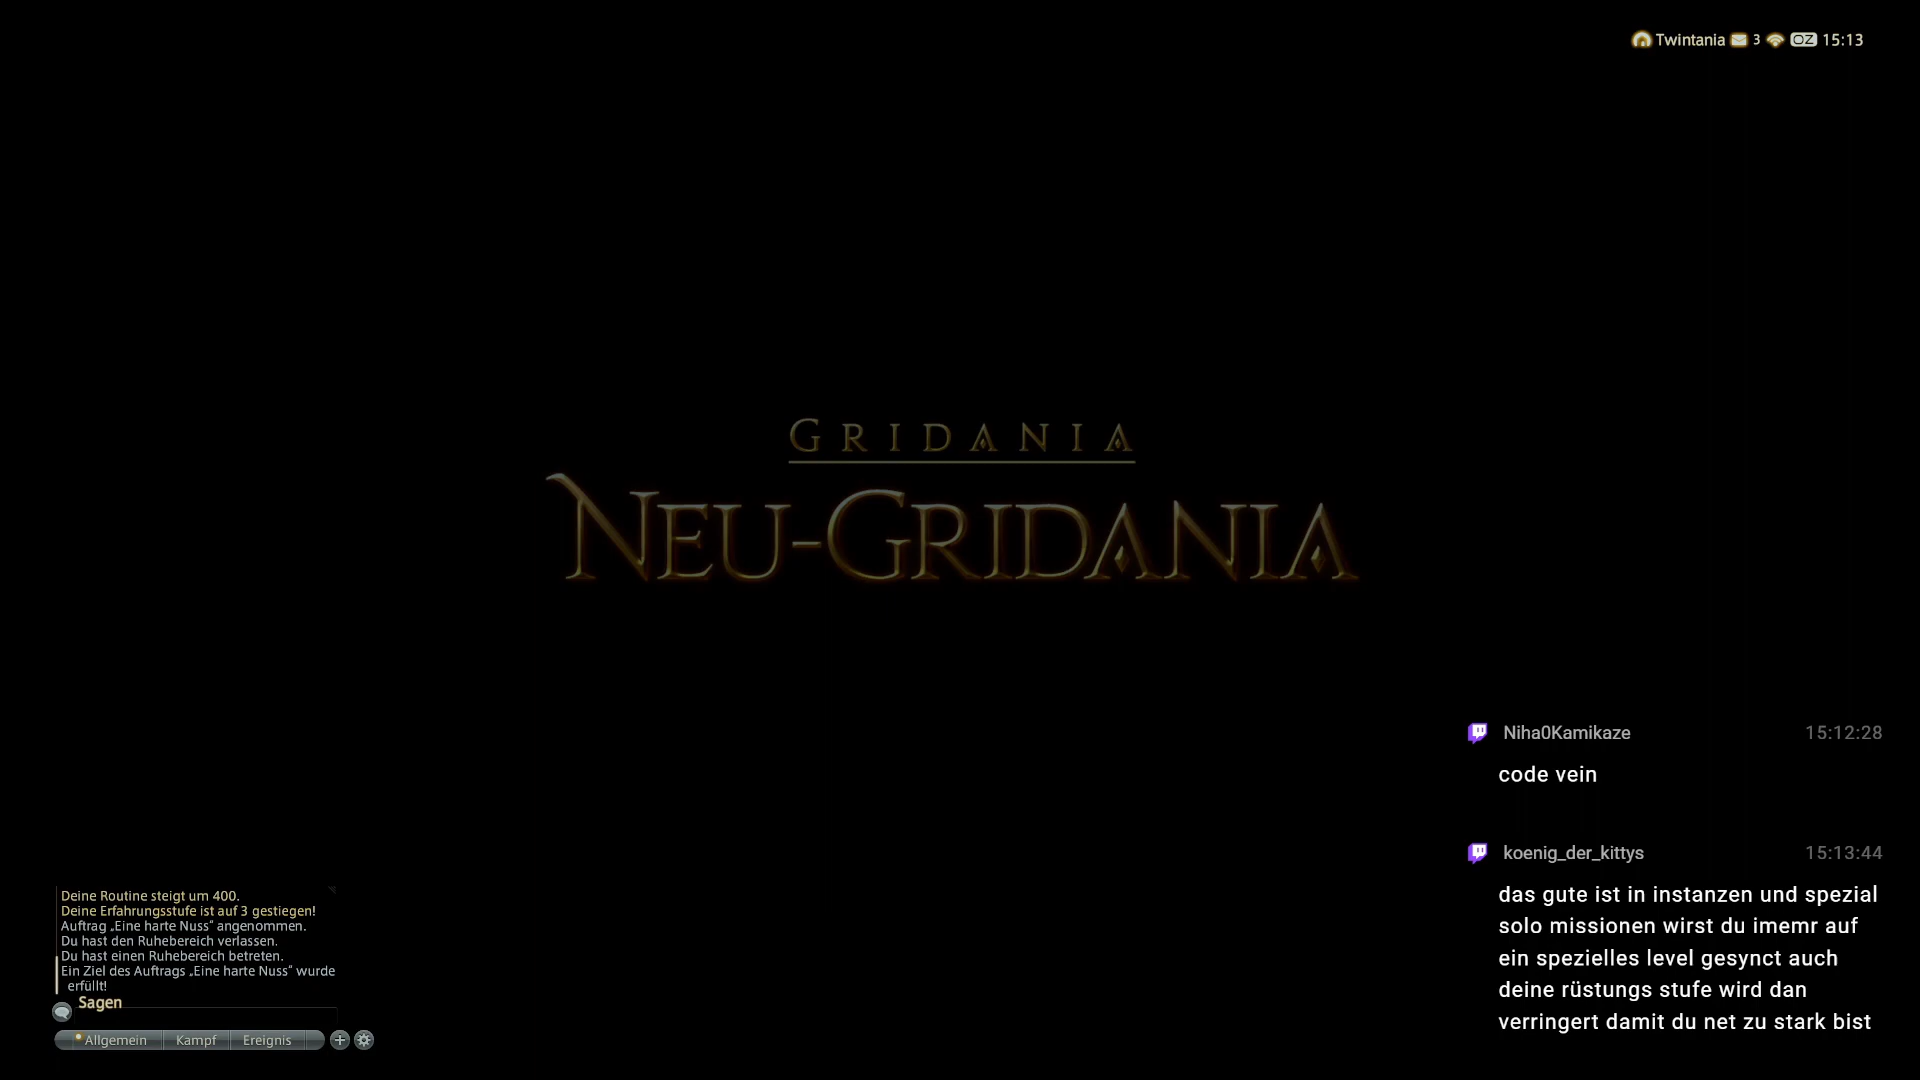 Twintania 3 OZ 15:13
GRIDANIA
NEU-GRIDANIA
Niha0Kamikaze 15:12:28
code vein
koenig_der_kittys 15:13:44
das gute ist in instanzen und spezial
solo missionen wirst du imemr auf
ein spezielles level gesynct auch
deine rüstungs stufe wird dan
verringert damit du net zu stark bist
Deine Routine steigt um 400.
Deine Erfahrungsstufe ist auf 3 gestiegen!
Auftrag „Eine harte Nuss“ angenommen.
Du hast den Ruhebereich verlassen.
Du hast einen Ruhebereich betreten.
Ein Ziel des Auftrags „Eine harte Nuss“ wurde
erfüllt!
Sagen
Allgemein Kampf Ereignis